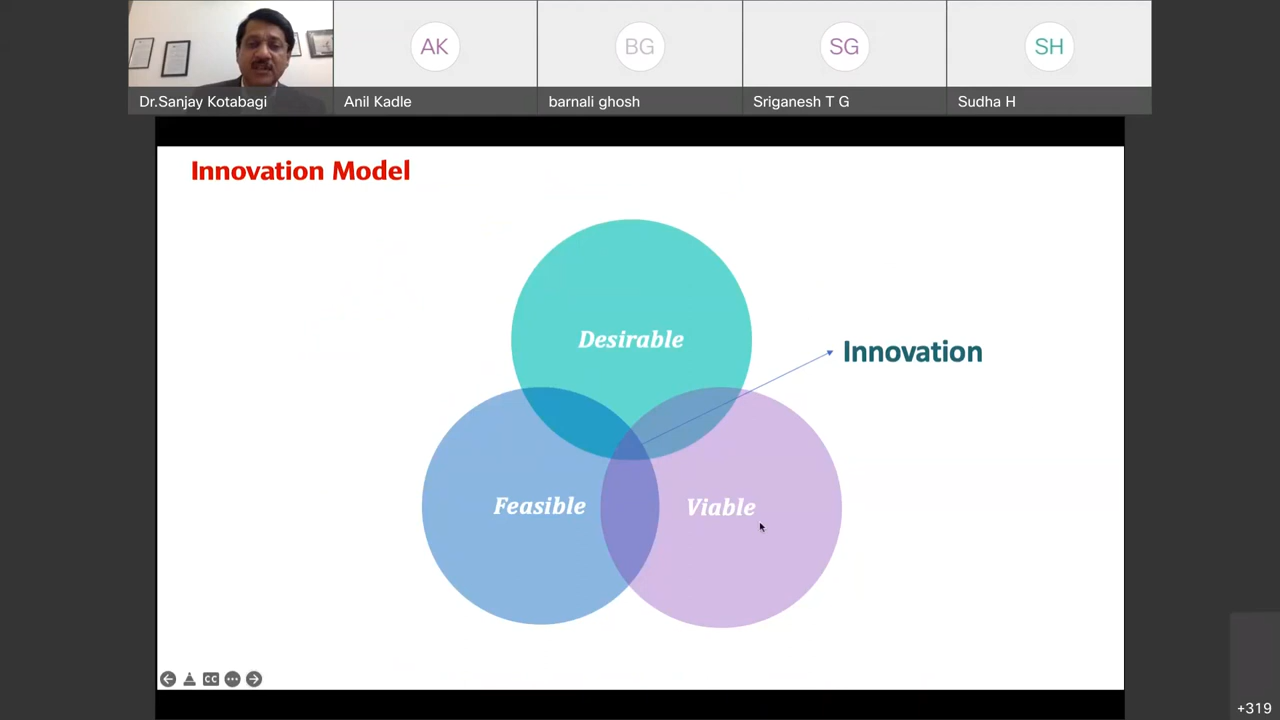 AK
BG
SG
SH
Dr.Sanjay Kotabagi
Anil Kadle
barnali ghosh
Sriganesh T G
Sudha H
Innovation Model
Desirable
Innovation
Feasible
Viable
CC
+319